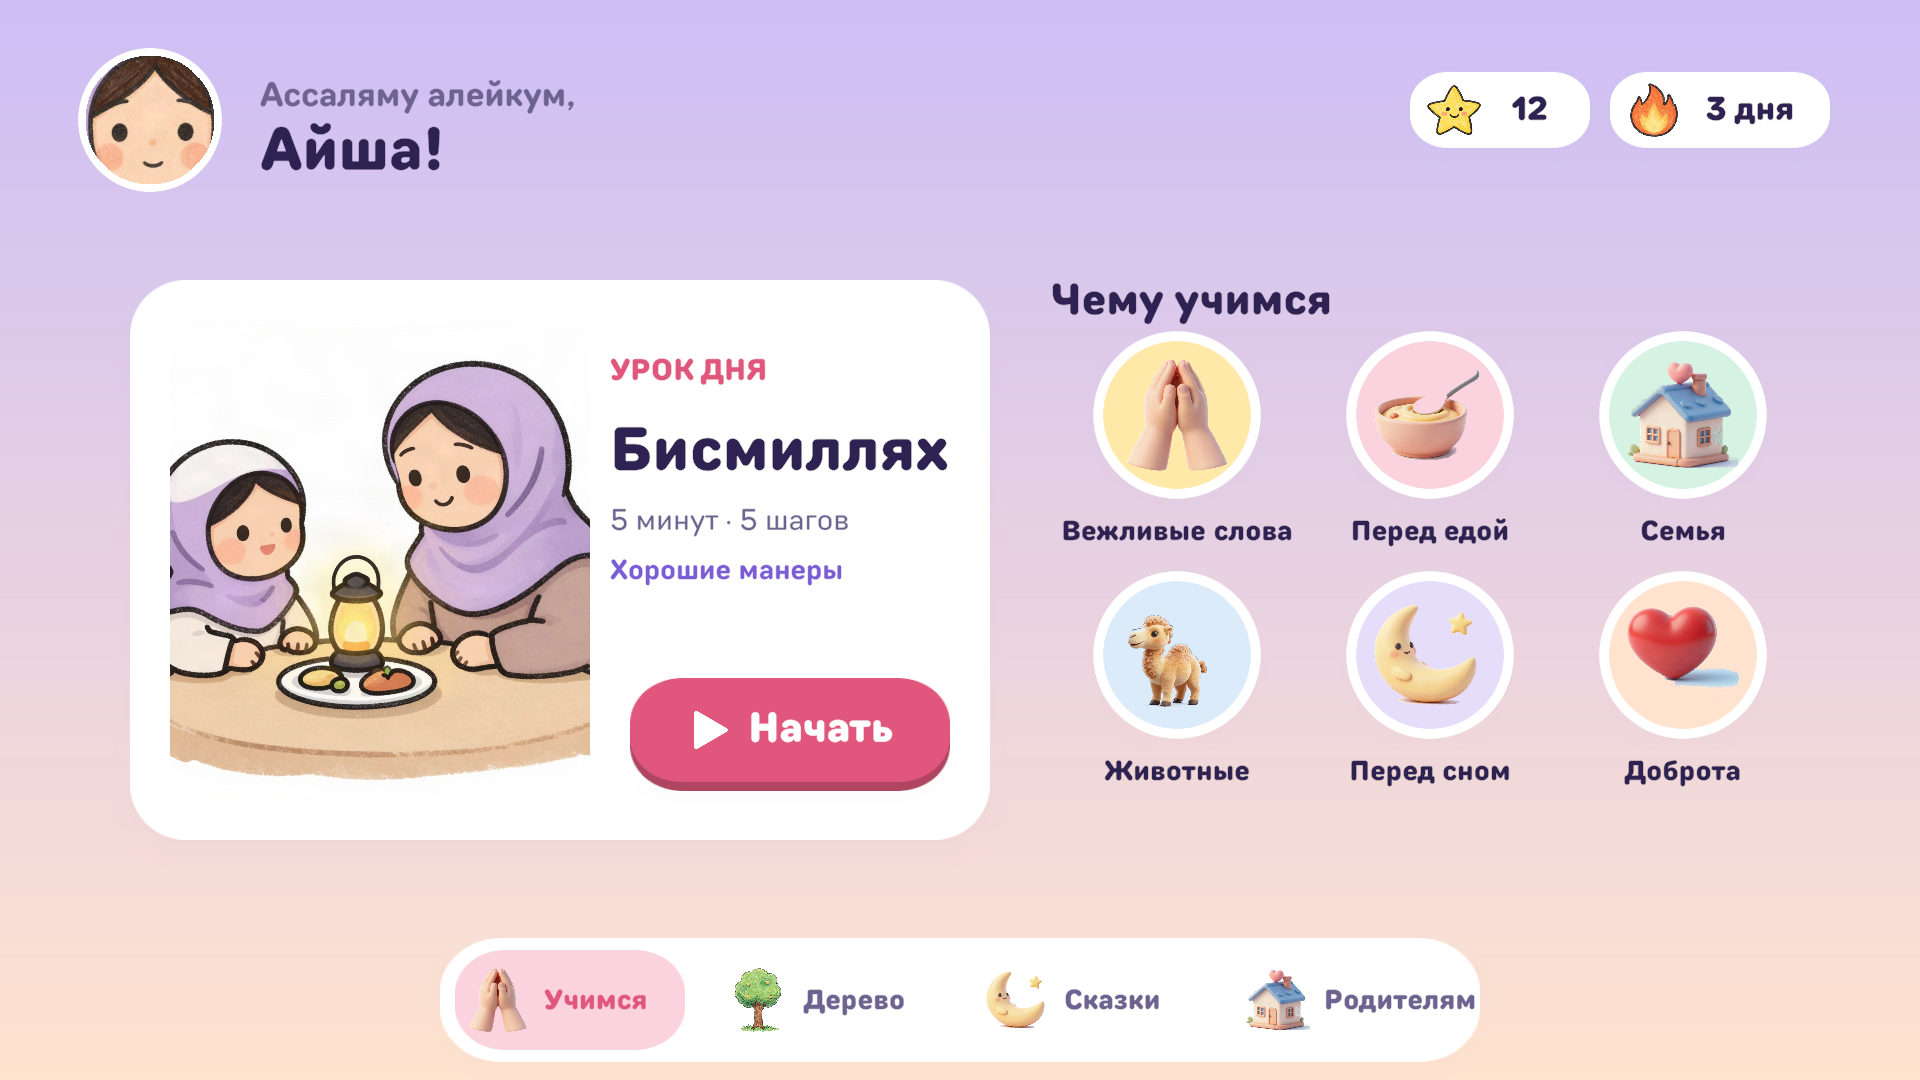 Ассаляму алейкум,
Айша!
12
3 дня
УРОК ДНЯ
Бисмиллях
5 минут · 5 шагов
Хорошие манеры
Начать
Чему учимся
Вежливые слова
Перед едой
Семья
Животные
Перед сном
Доброта
Учимся
Дерево
Сказки
Родителям